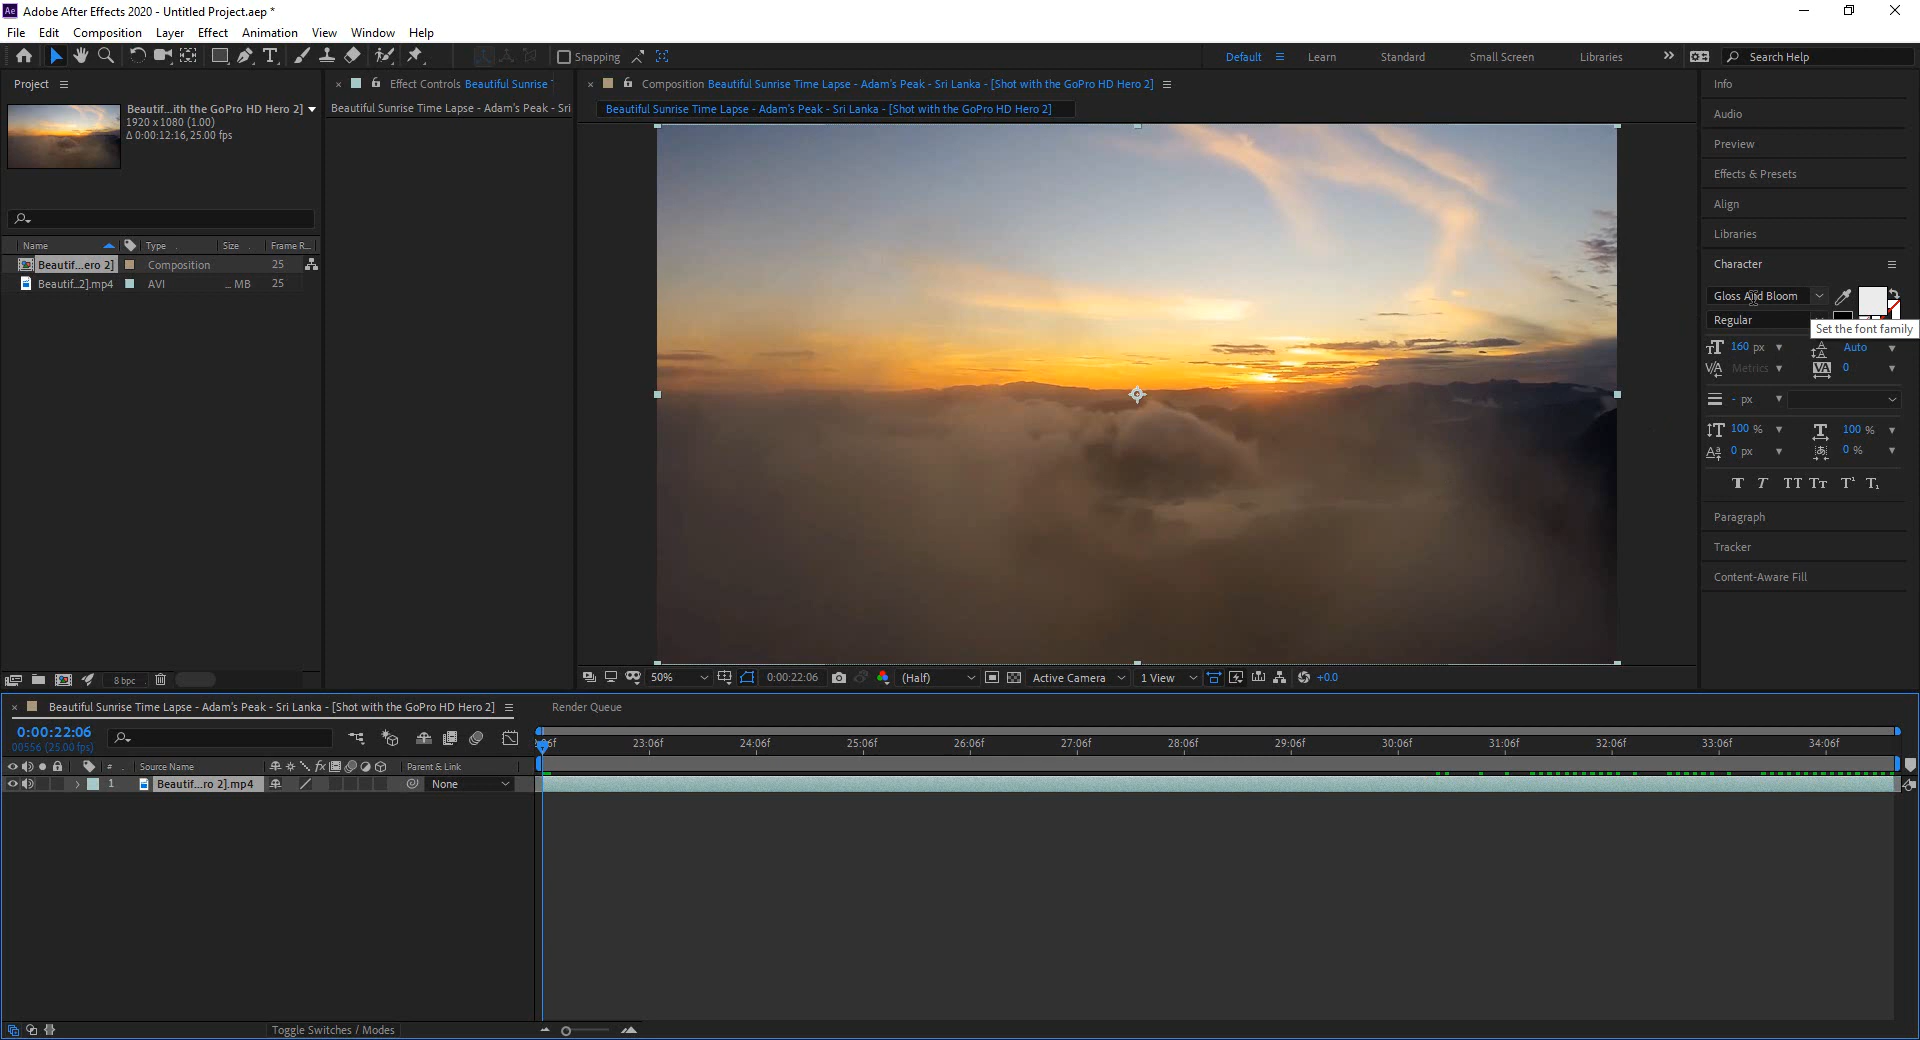 Ae Adobe After Effects 2020 - Untitled Project.aep *
File Edit Composition Layer Effect Animation View Window Help
Snapping
Default Learn Standard Small Screen Libraries Search Help
Project
Beautif...ith the GoPro HD Hero 2]
1920 x 1080 (1.00)
Δ 0:00:12:16, 25.00 fps
Name Type Size Frame R...
Beautif...ero 2] Composition 25
Beautif...2].mp4 AVI ... MB 25
8 bpc
Effect Controls Beautiful Sunrise
Beautiful Sunrise Time Lapse - Adam's Peak - Sri
Composition Beautiful Sunrise Time Lapse - Adam's Peak - Sri Lanka - [Shot with the GoPro HD Hero 2]
Beautiful Sunrise Time Lapse - Adam's Peak - Sri Lanka - [Shot with the GoPro HD Hero 2]
50% 0:00:22:06 (Half) Active Camera 1 View +0.0
Info
Audio
Preview
Effects & Presets
Align
Libraries
Character
Gloss And Bloom
Regular
Set the font family
160 px Auto
Metrics 0
- px
100 % 100 %
0 px 0 %
Paragraph
Tracker
Content-Aware Fill
Beautiful Sunrise Time Lapse - Adam's Peak - Sri Lanka - [Shot with the GoPro HD Hero 2] Render Queue
0:00:22:06
00556 (25.00 fps)
23:06f 24:06f 25:06f 26:06f 27:06f 28:06f 29:06f 30:06f 31:06f 32:06f 33:06f 34:06f
# Source Name fx Parent & Link
1 Beautif...ro 2].mp4 None
Toggle Switches / Modes